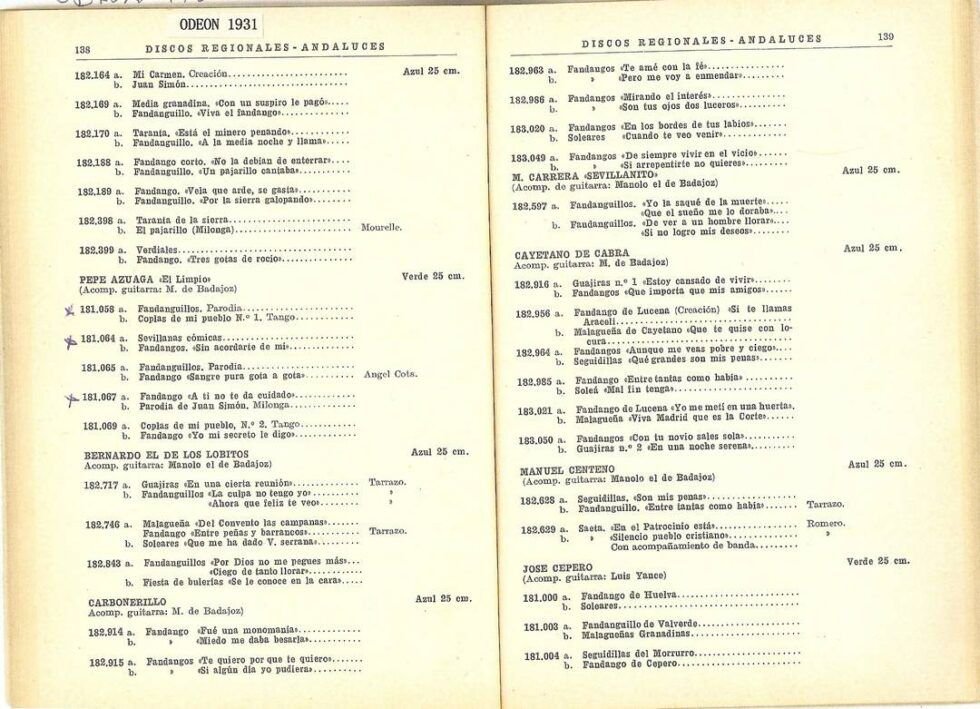 ODEON 1931
138 DISCOS REGIONALES - ANDALUCES
Azul 25 cm.
182.164 a. Mi Carmen. Creación
b. Juan Simón
182.169 a. Media granadina. «Con un suspiro le pagó»
b. Fandanguillo. «Viva el fandango»
182.170 a. Taranta. «Está el minero penando»
b. Fandanguillo. «A la media noche y llama»
182.188 a. Fandango corto. «No la debían de enterrar»
b. Fandanguillo. «Un pajarillo cantaba»
182.189 a. Fandango. «Vela que arde, se gasta»
b. Fandanguillo. «Por la sierra galopando»
182.398 a. Taranta de la sierra
b. El pajarillo (Milonga) Mourelle.
182.399 a. Verdiales
b. Fandango. «Tres gotas de rocío»
PEPE AZUAGA «El Limpio» Verde 25 cm.
(Acomp. guitarra: M. de Badajoz)
181.058 a. Fandanguillos. Parodia
b. Coplas de mi pueblo N.º 1. Tango
181.064 a. Sevillanas cómicas
b. Fandangos. «Sin acordarte de mi»
181.065 a. Fandanguillos. Parodia
b. Fandango «Sangre pura gota a gota» Angel Cots.
181.067 a. Fandango «A ti no te da cuidado»
b. Parodia de Juan Simón. Milonga
181.069 a. Coplas de mi pueblo, N.º 2. Tango
b. Fandango «Yo mi secreto le digo»
BERNARDO EL DE LOS LOBITOS Azul 25 cm.
Acomp. guitarra: Manolo el de Badajoz)
182.717 a. Guajiras «En una cierta reunión» Tarrazo.
b. Fandanguillos «La culpa no tengo yo» »
«Ahora que feliz te veo» »
182.746 a. Malagueña «Del Convento las campanas»
Fandango «Entre peñas y barrancos» Tarrazo.
b. Soleares «Que me ha dado V. serrana»
182.843 a. Fandanguillos «Por Dios no me pegues más»
«Ciego de tanto llorar»
b. Fiesta de bulerías «Se le conoce en la cara»
CARBONERILLO Azul 25 cm.
Acomp. guitarra: M. de Badajoz)
182.914 a. Fandango «Fué una monomanía»
b. » «Miedo me daba besarla»
182.915 a. Fandangos «Te quiero por que te quiero»
b. » «Si algún día yo pudiera»
DISCOS REGIONALES - ANDALUCES 139
182.963 a. Fandangos «Te amé con la fé»
b. » «Pero me voy a enmendar»
182.986 a. Fandangos «Mirando el interés»
b. » «Son tus ojos dos luceros»
183.020 a. Fandangos «En los bordes de tus labios»
b. Soleares «Cuando te veo venir»
183.049 a. Fandangos «De siempre vivir en el vicio»
b. » «Si arrepentirte no quieres»
M. CARRERA «SEVILLANITO» Azul 25 cm.
(Acomp. de guitarra: Manolo el de Badajoz)
182.597 a. Fandanguillos. «Yo la saqué de la muerte»
«Que el sueño me lo doraba»
b. Fandanguillos. «De ver a un hombre llorar»
«Si no logro mis deseos»
CAYETANO DE CABRA Azul 25 cm.
Acomp. guitarra: M. de Badajoz)
182.916 a. Guajiras n.º 1 «Estoy cansado de vivir»
b. Fandangos «Que importa que mis amigos»
182.956 a. Fandango de Lucena (Creación) «Si te llamas
Araceli
b. Malagueña de Cayetano «Que te quise con lo-
cura
182.964 a. Fandangos «Aunque me veas pobre y ciego
b. Seguidillas «Qué grandes son mis penas»
182.985 a. Fandango «Entre tantas como había»
b. Soleá «Mal fin tenga»
183.021 a. Fandango de Lucena «Yo me metí en una huerta».
b. Malagueña «Viva Madrid que es la Corte»
183.050 a. Fandangos «Con tu novio sales sola»
b. Guajiras n.º 2 «En una noche serena»
MANUEL CENTENO Azul 25 cm.
(Acomp. guitarra: Manolo el de Badajoz)
182.628 a. Seguidillas. «Son mis penas»
b. Fandanguillo. «Entre tantas como había» Tarrazo.
182.629 a. Saeta. «En el Patrocinio está» Romero.
b. » «Silencio pueblo cristiano» »
Con acompañamiento de banda
JOSE CEPERO Verde 25 cm.
(Acomp. guitarra: Luis Yance)
181.000 a. Fandango de Huelva
b. Soleares
181.003 a. Fandanguillo de Valverde
b. Malagueñas Granadinas
181.004 a. Seguidillas del Morrurro
b. Fandango de Cepero